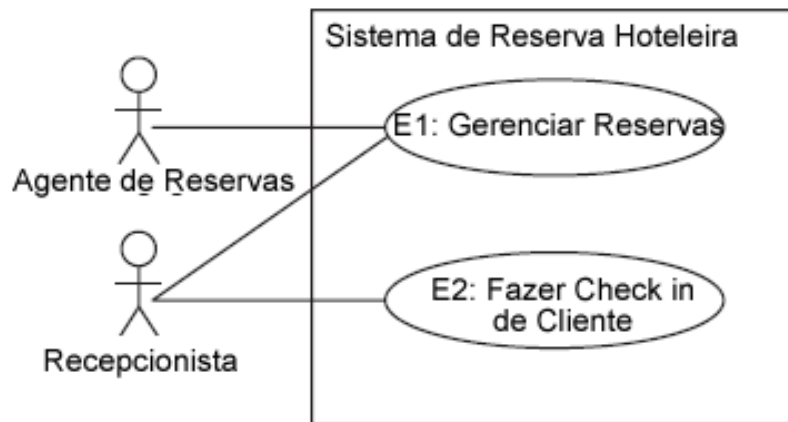 Sistema de Reserva Hoteleira
E1: Gerenciar Reservas
Agente de Reservas
E2: Fazer Check in
de Cliente
Recepcionista